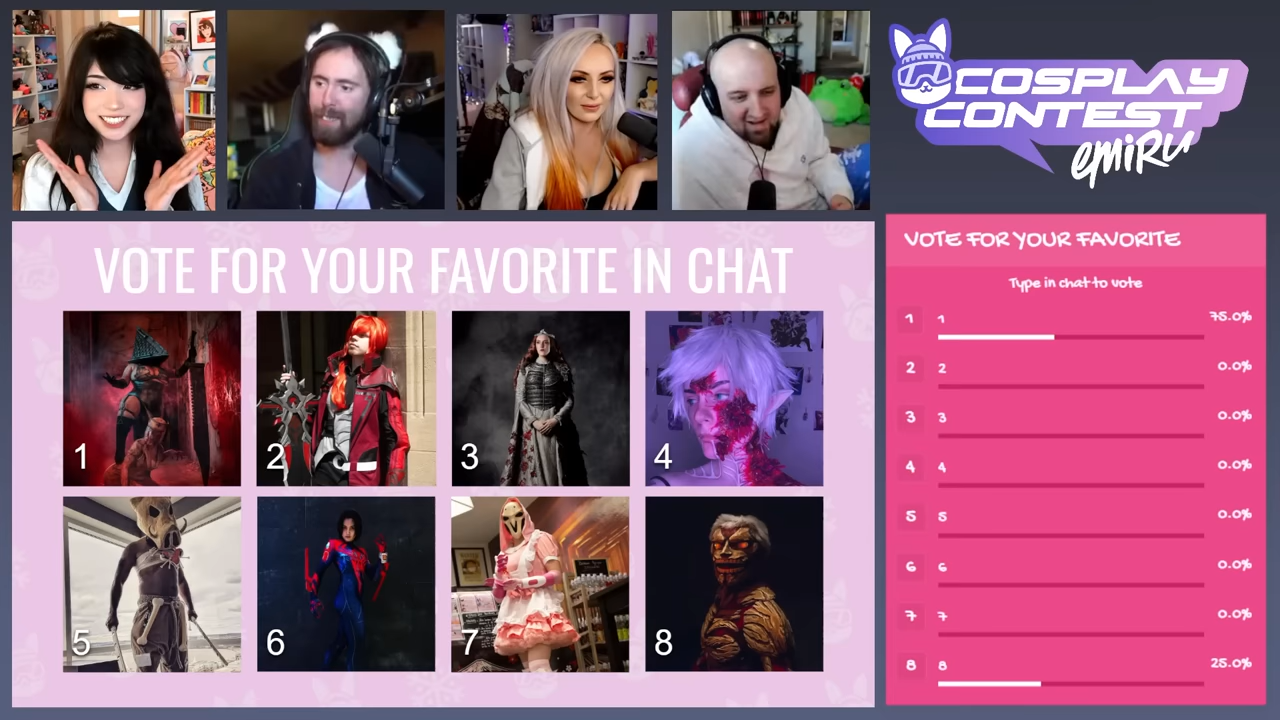 COSPLAY
CONTEST
emiru
VOTE FOR YOUR FAVORITE IN CHAT
1
2
3
4
5
6
7
8
VOTE FOR YOUR FAVORITE
Type in chat to vote
1 1 75.0%
2 2 0.0%
3 3 0.0%
4 4 0.0%
5 5 0.0%
6 6 0.0%
7 7 0.0%
8 8 25.0%